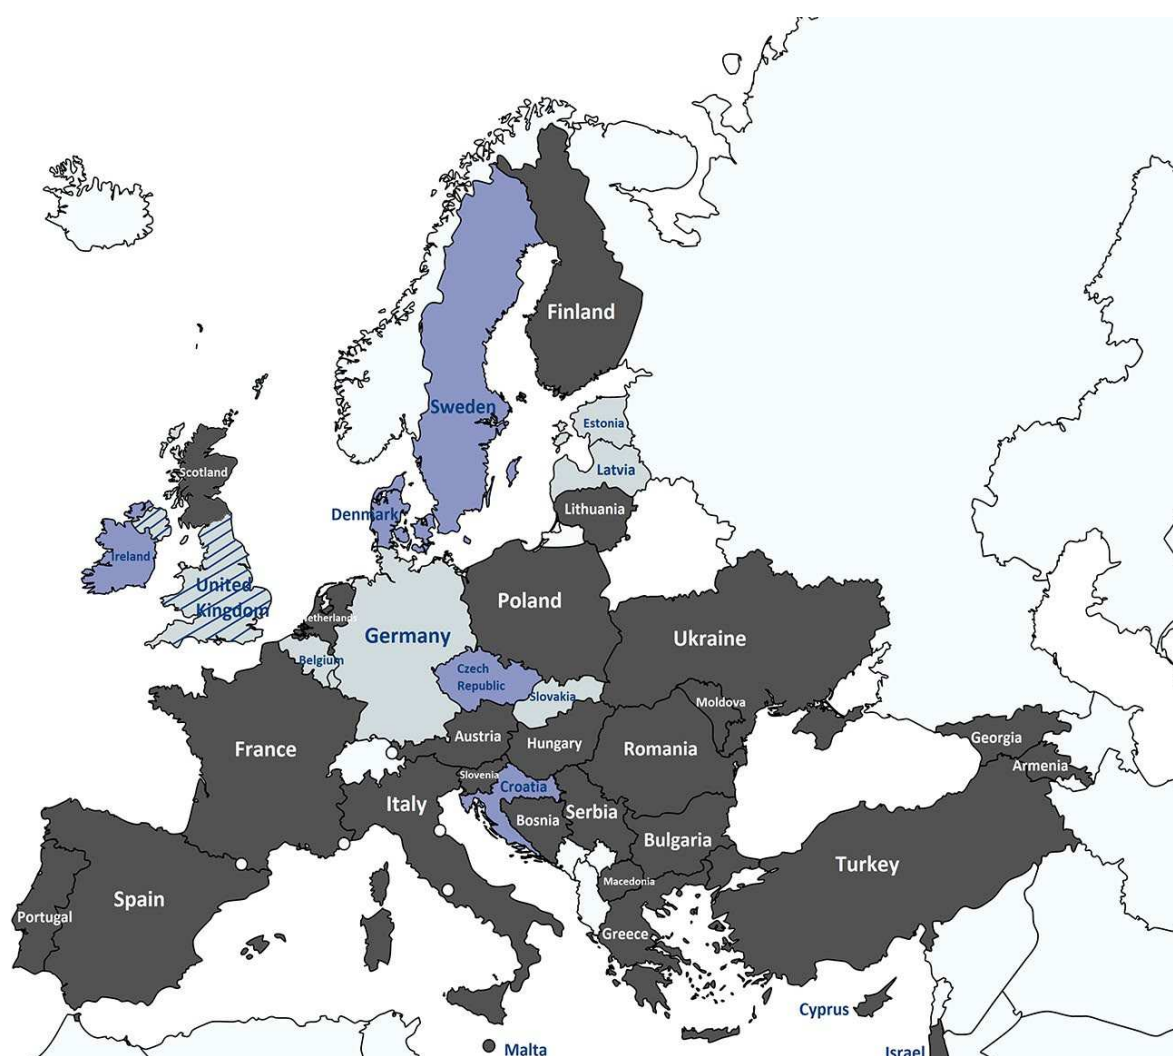 Finland
Sweden
Estonia
Latvia
Scotland
Lithuania
Denmark
Ireland
United
Kingdom
Poland
Netherlands
Ukraine
Germany
Belgium
Czech
Republic
Slovakia
Moldova
Austria
Georgia
Hungary
France
Romania
Armenia
Slovenia
Croatia
Italy
Serbia
Bosnia
Bulgaria
Turkey
Macedonia
Spain
Portugal
Greece
Cyprus
Malta
Israel